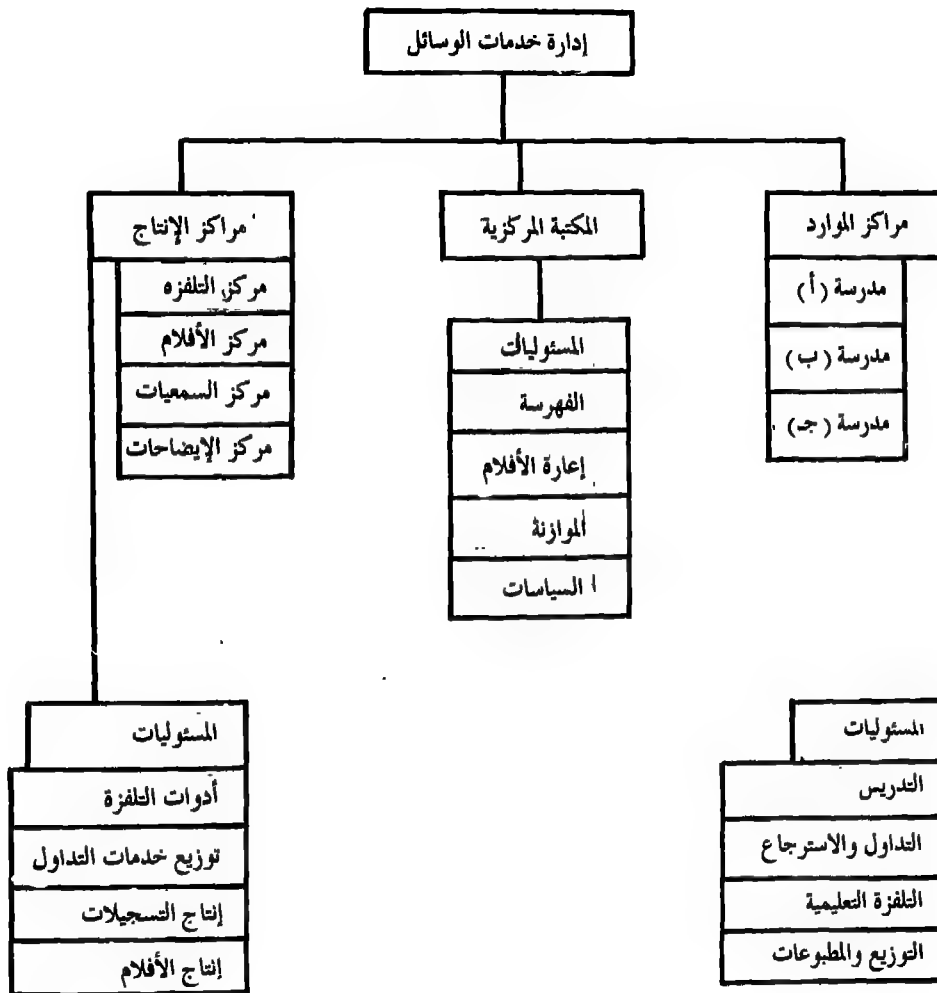 إدارة خدمات الوسائل
مراكز الموارد
مدرسة (أ)
مدرسة (ب)
مدرسة (جـ)
المكتبة المركزية
المسئوليات
الفهرسة
إعارة الأفلام
الموازنة
السياسات
مراكز الإنتاج
مركز التلفزه
مركز الأفلام
مركز السمعيات
مركز الإيضاحات
المسئوليات
التدريس
التداول والاسترجاع
التلفزة التعليمية
التوزيع والمطبوعات
المسئوليات
أدوات التلفزة
توزيع خدمات التداول
إنتاج التسجيلات
إنتاج الأفلام